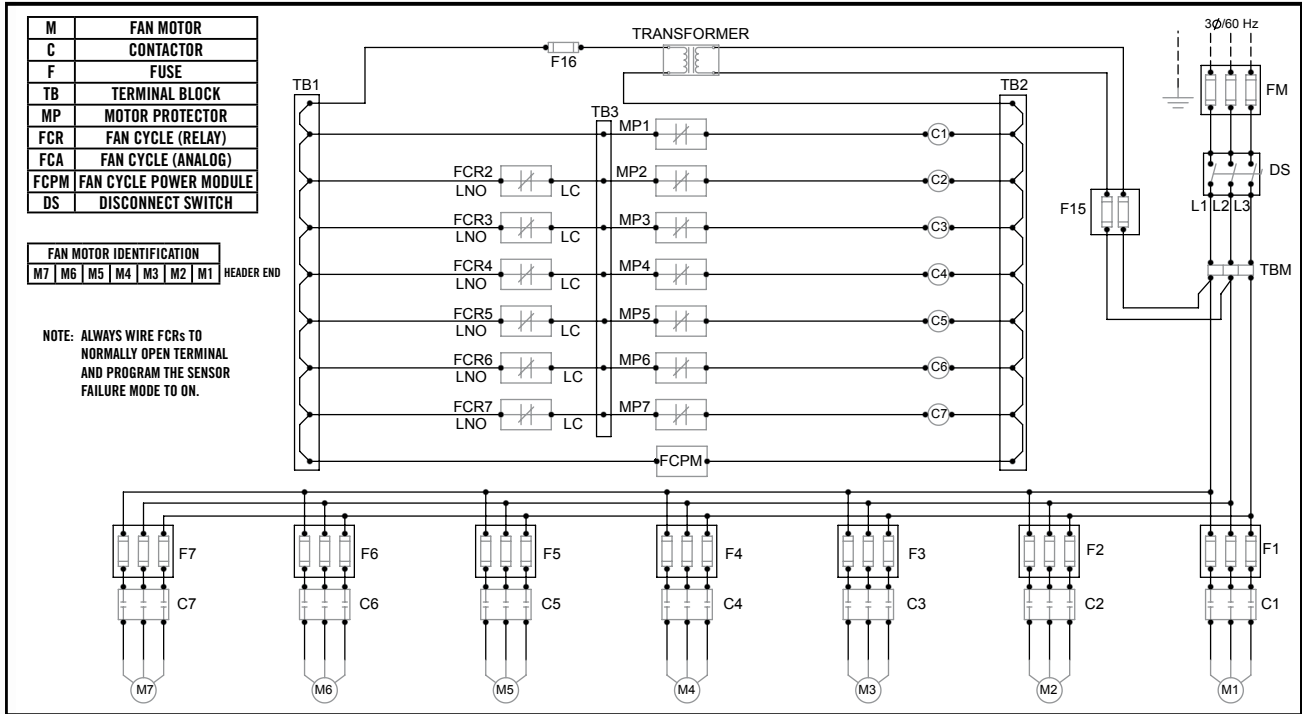 M FAN MOTOR
C CONTACTOR
F FUSE
TB TERMINAL BLOCK
MP MOTOR PROTECTOR
FCR FAN CYCLE (RELAY)
FCA FAN CYCLE (ANALOG)
FCPM FAN CYCLE POWER MODULE
DS DISCONNECT SWITCH
FAN MOTOR IDENTIFICATION
M7 M6 M5 M4 M3 M2 M1 HEADER END
NOTE: ALWAYS WIRE FCRs TO
NORMALLY OPEN TERMINAL
AND PROGRAM THE SENSOR
FAILURE MODE TO ON.
TRANSFORMER
F16
TB1
TB3
TB2
3Ø/60 Hz
FM
DS
L1 L2 L3
F15
TBM
MP1 C1
FCR2 LNO LC MP2 C2
FCR3 LNO LC MP3 C3
FCR4 LNO LC MP4 C4
FCR5 LNO LC MP5 C5
FCR6 LNO LC MP6 C6
FCR7 LNO LC MP7 C7
FCPM
F7 F6 F5 F4 F3 F2 F1
C7 C6 C5 C4 C3 C2 C1
M7 M6 M5 M4 M3 M2 M1